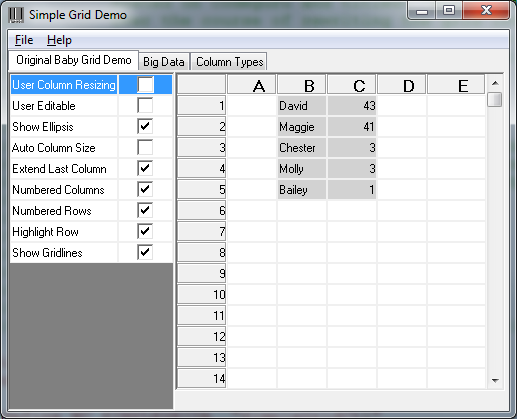 Simple Grid Demo
File Help
Original Baby Grid Demo Big Data Column Types
User Column Resizing
User Editable
Show Ellipsis
Auto Column Size
Extend Last Column
Numbered Columns
Numbered Rows
Highlight Row
Show Gridlines
A B C D E
1 David 43
2 Maggie 41
3 Chester 3
4 Molly 3
5 Bailey 1
6
7
8
9
10
11
12
13
14